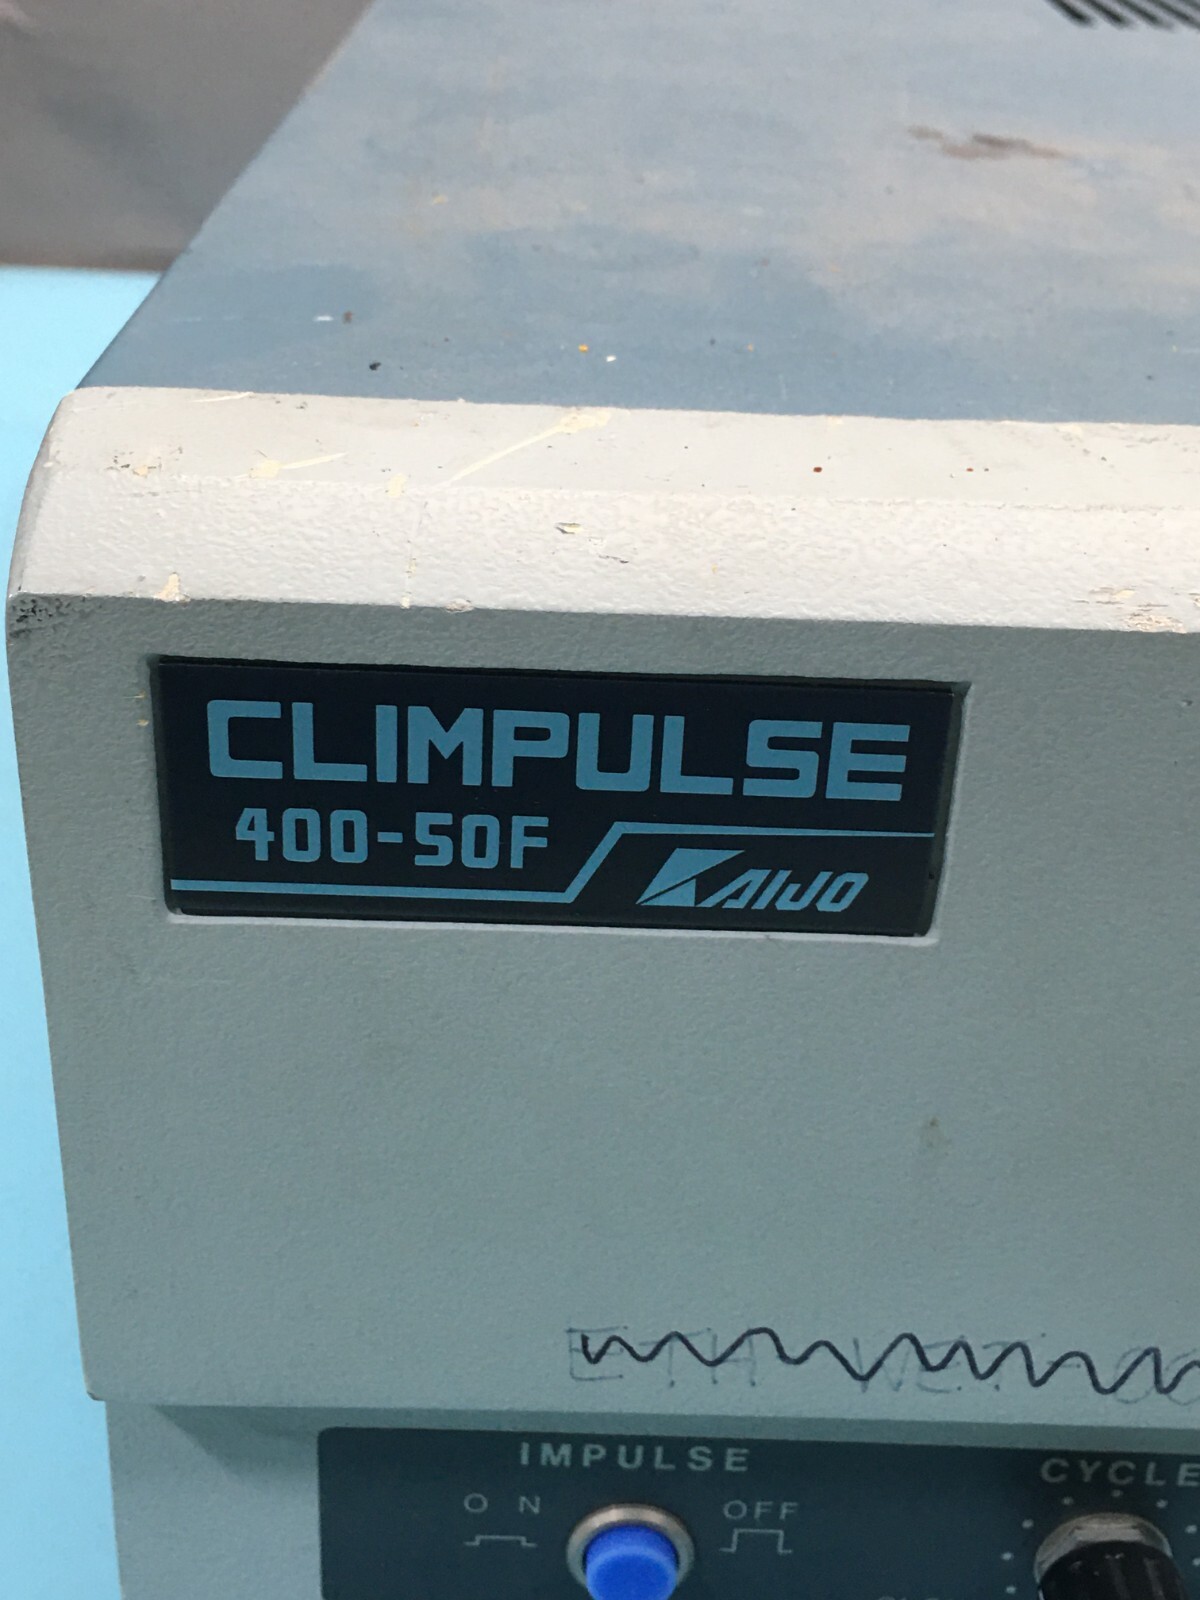 CLIMPULSE
400-50F
KAIJO
IMPULSE
CYCLE
ON
OFF